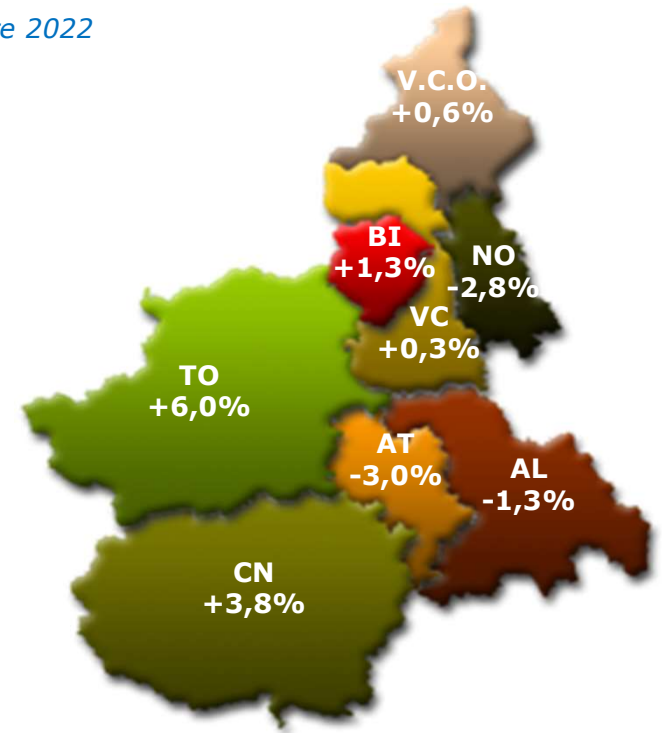 2022
V.C.O.
+0,6%
BI
+1,3%
NO
-2,8%
VC
+0,3%
TO
+6,0%
AT
-3,0%
AL
-1,3%
CN
+3,8%